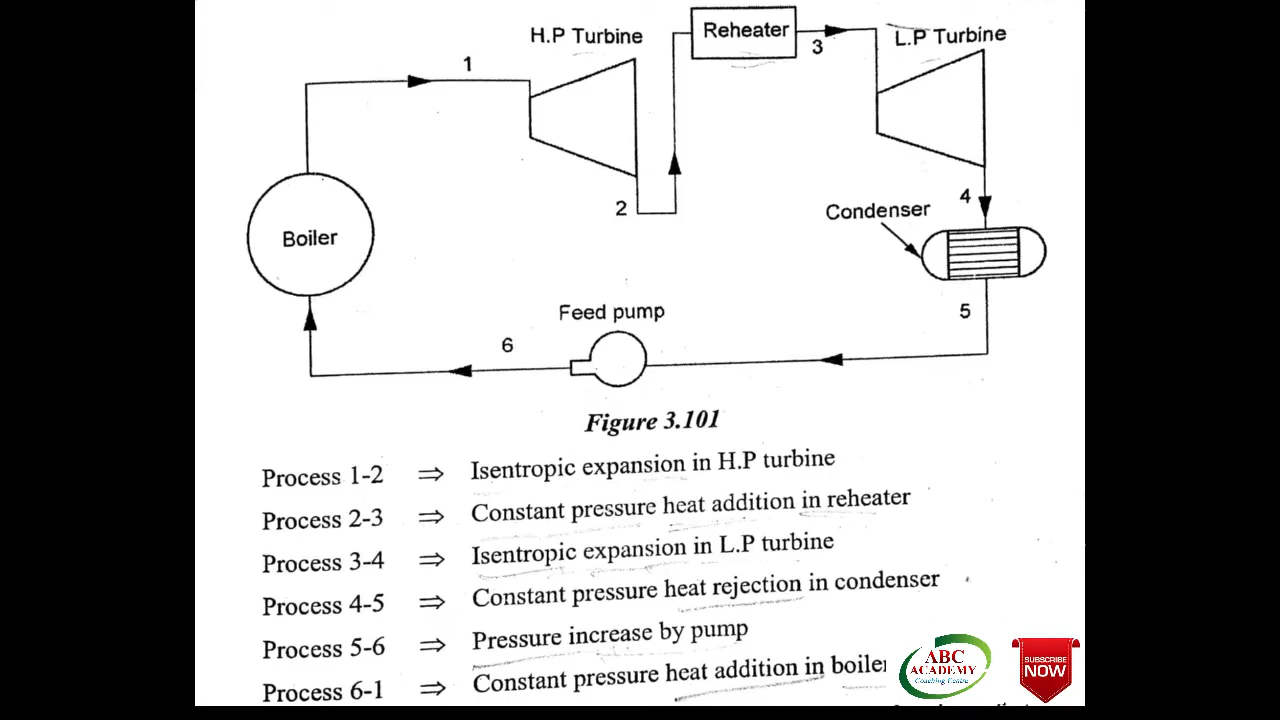 H.P Turbine
Reheater
L.P Turbine
1
3
2
4
Condenser
Boiler
5
Feed pump
6
Figure 3.101
Process 1-2 ⇒ Isentropic expansion in H.P turbine
Process 2-3 ⇒ Constant pressure heat addition in reheater
Process 3-4 ⇒ Isentropic expansion in L.P turbine
Process 4-5 ⇒ Constant pressure heat rejection in condenser
Process 5-6 ⇒ Pressure increase by pump
Process 6-1 ⇒ Constant pressure heat addition in boiler
ABC
ACADEMY
Coaching Centre
SUBSCRIBE
NOW